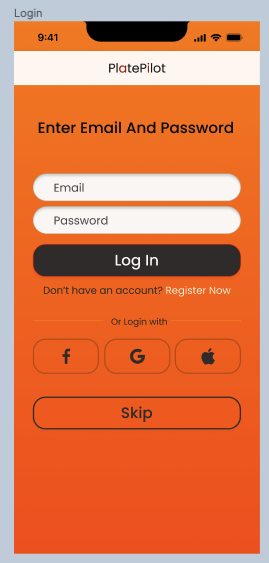 Login
9:41
PlatePilot
Enter Email And Password
Email
Password
Log In
Don't have an account? Register Now
Or Login with
Skip